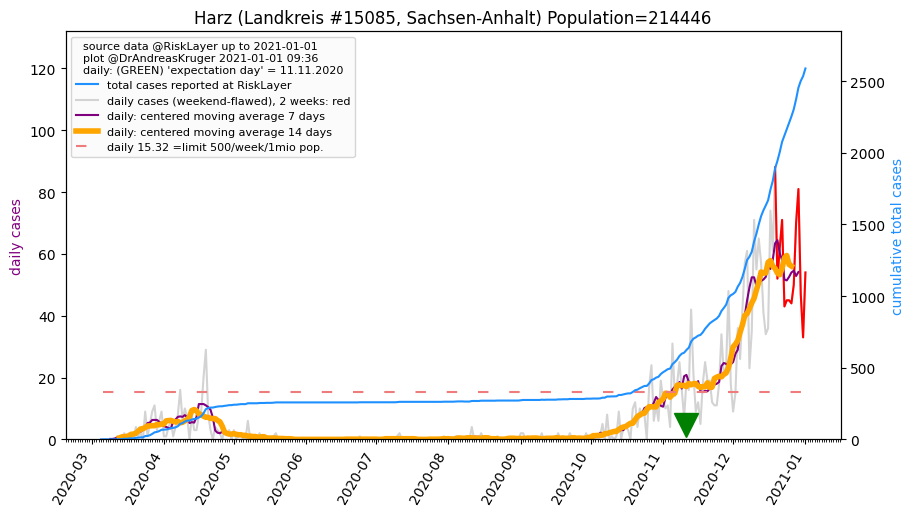 Harz (Landkreis #15085, Sachsen-Anhalt) Population=214446
source data @RiskLayer up to 2021-01-01
plot @DrAndreasKruger 2021-01-01 09:36
daily: (GREEN) 'expectation day' = 11.11.2020
total cases reported at RiskLayer
daily cases (weekend-flawed), 2 weeks: red
daily: centered moving average 7 days
daily: centered moving average 14 days
daily 15.32 =limit 500/week/1mio pop.
daily cases
120
100
80
60
40
20
0
cumulative total cases
2500
2000
1500
1000
500
0
2020-03
2020-04
2020-05
2020-06
2020-07
2020-08
2020-09
2020-10
2020-11
2020-12
2021-01